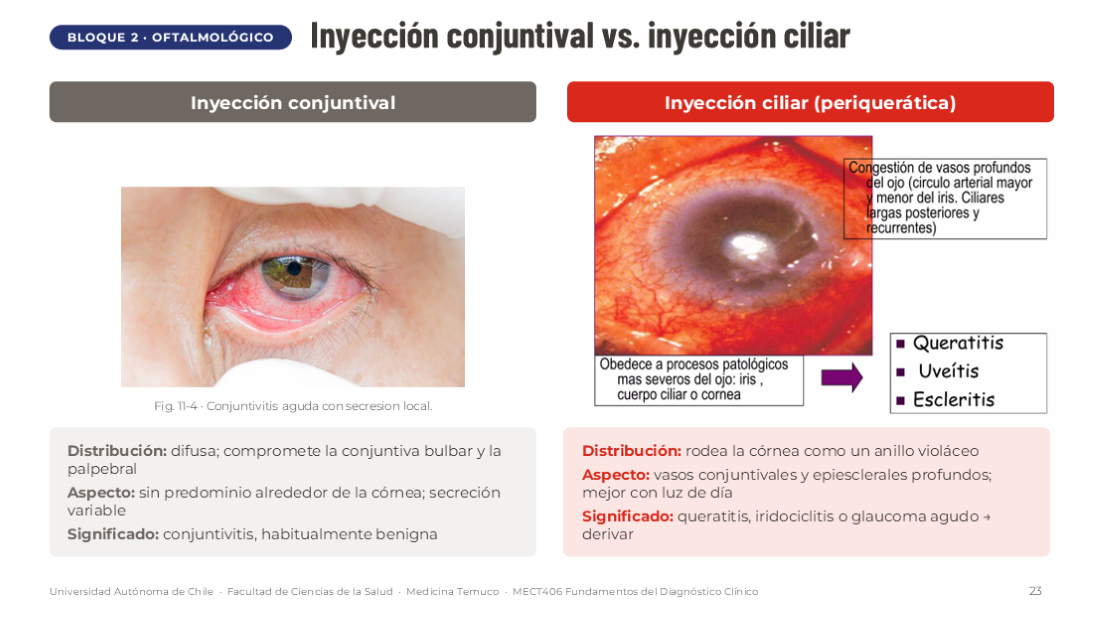 BLOQUE 2 · OFTALMOLÓGICO
Inyección conjuntival vs. inyección ciliar
Inyección conjuntival
Fig. 11-4 · Conjuntivitis aguda con secresion local.
Distribución: difusa; compromete la conjuntiva bulbar y la
palpebral
Aspecto: sin predominio alrededor de la córnea; secreción
variable
Significado: conjuntivitis, habitualmente benigna
Inyección ciliar (periquerática)
Congestión de vasos profundos
del ojo (circulo arterial mayor
y menor del iris. Ciliares
largas posteriores y
recurrentes)
Obedece a procesos patológicos
mas severos del ojo: iris ,
cuerpo ciliar o cornea
■ Queratitis
■ Uveítis
■ Escleritis
Distribución: rodea la córnea como un anillo violáceo
Aspecto: vasos conjuntivales y epiesclerales profundos;
mejor con luz de día
Significado: queratitis, iridociclitis o glaucoma agudo →
derivar
Universidad Autónoma de Chile · Facultad de Ciencias de la Salud · Medicina Temuco · MECT406 Fundamentos del Diagnóstico Clínico
23